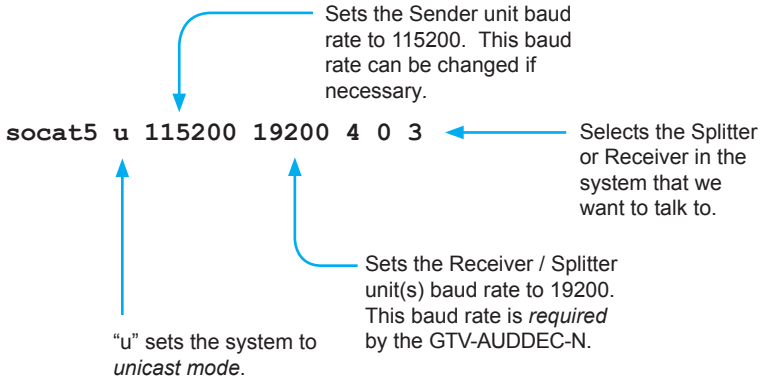 Sets the Sender unit baud
rate to 115200.  This baud
rate can be changed if
necessary.
socat5 u 115200 19200 4 0 3
Selects the Splitter
or Receiver in the
system that we
want to talk to.
Sets the Receiver / Splitter
unit(s) baud rate to 19200.
This baud rate is required
by the GTV-AUDDEC-N.
“u” sets the system to
unicast mode.